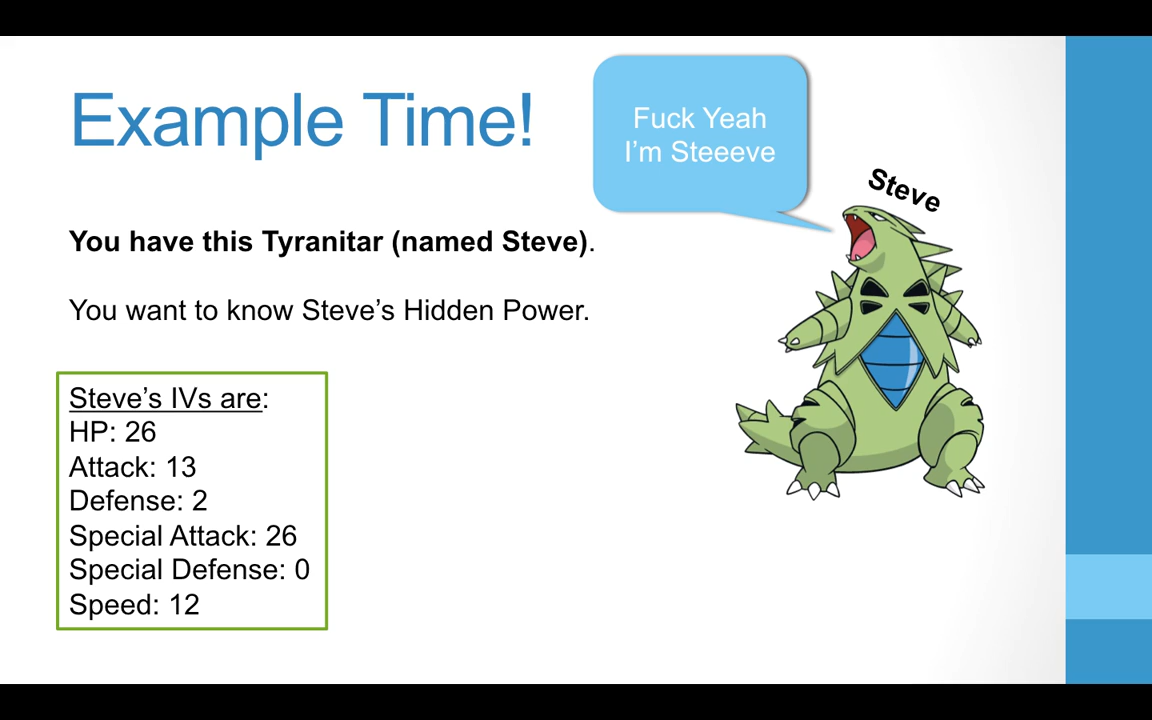 Example Time!
Fuck Yeah
I'm Steeeve
Steve
You have this Tyranitar (named Steve).
You want to know Steve's Hidden Power.
Steve's IVs are:
HP: 26
Attack: 13
Defense: 2
Special Attack: 26
Special Defense: 0
Speed: 12